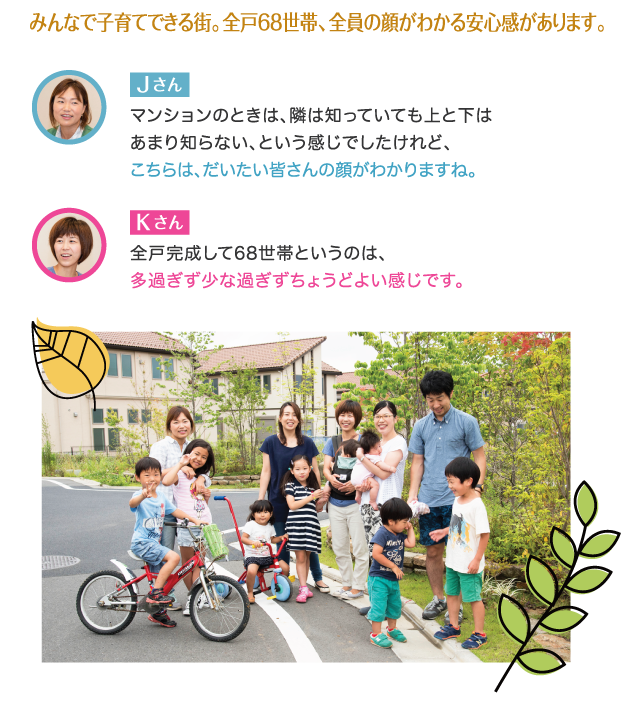 みんなで子育てできる街。全戸68世帯、全員の顔がわかる安心感があります。
Jさん
マンションのときは、隣は知っていても上と下は
あまり知らない、という感じでしたけれど、
こちらは、だいたい皆さんの顔がわかりますね。
Kさん
全戸完成して68世帯というのは、
多過ぎず少な過ぎずちょうどよい感じです。